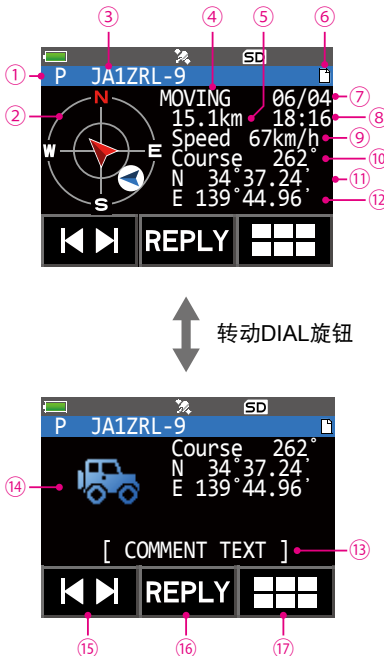 ③ ④ ⑤ ⑥
SD
① P JA1ZRL-9
② N MOVING 06/04 ⑦
15.1km 18:16 ⑧
W E Speed 67km/h ⑨
Course 262° ⑩
N 34°37.24' ⑪
S E 139°44.96' ⑫
REPLY
转动DIAL旋钮
SD
P JA1ZRL-9
Course 262°
N 34°37.24'
⑭ E 139°44.96'
[ COMMENT TEXT ] ⑬
REPLY
⑮ ⑯ ⑰